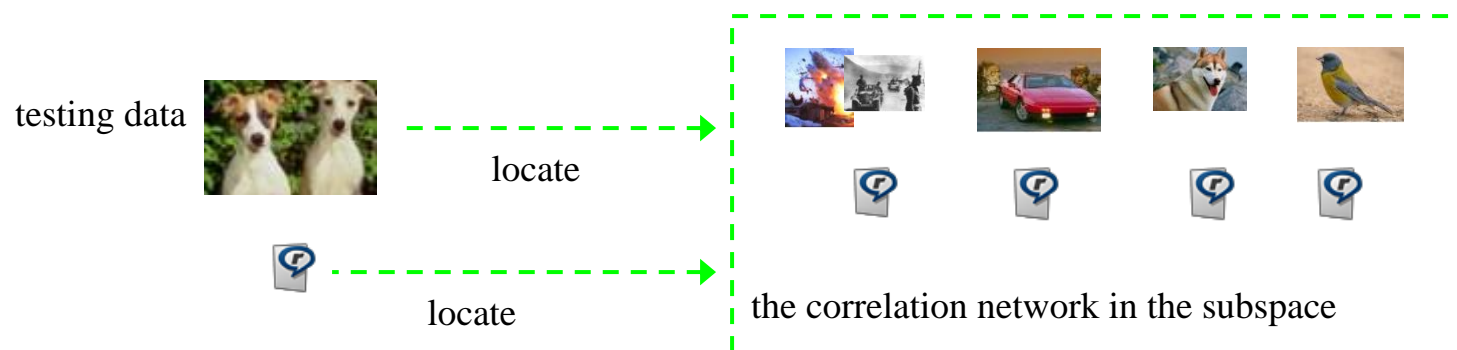 testing data
locate
locate
the correlation network in the subspace